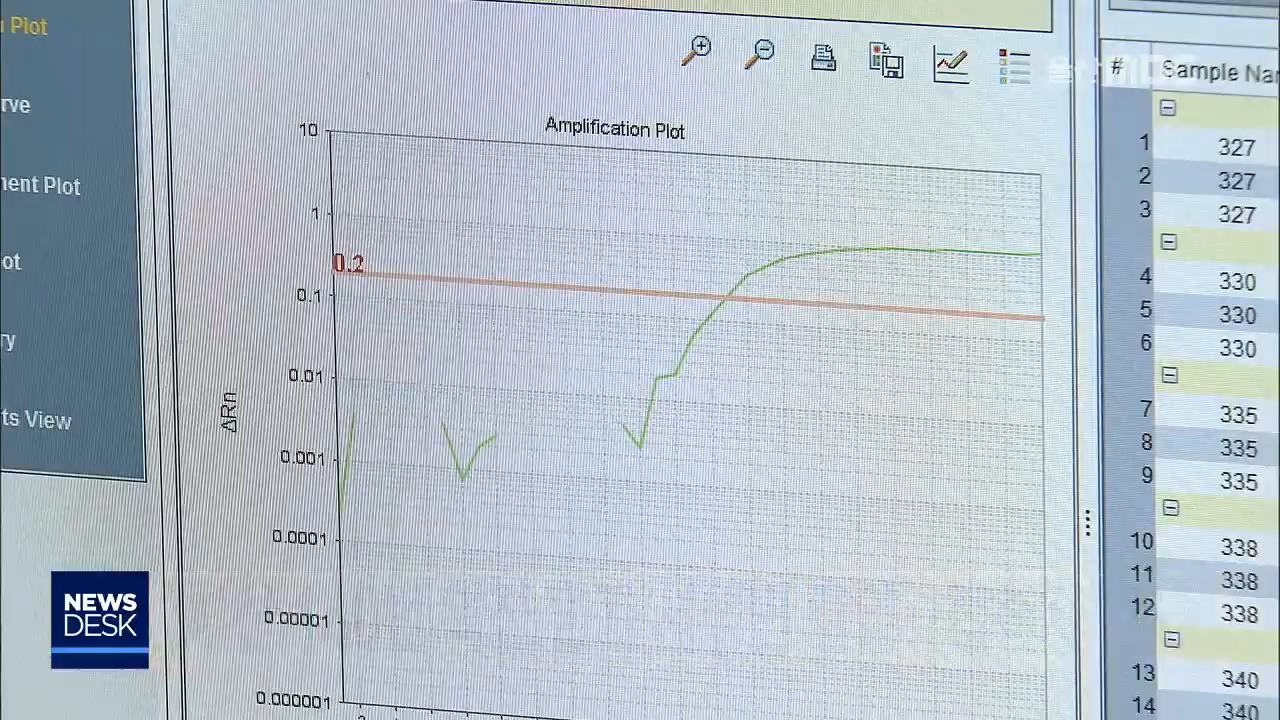 Plot
rve
nent Plot
ot
ry
ts View
Amplification Plot
10
1
0.2
0.1
0.01
0.001
0.0001
0.00001
0.000001
ΔRn
# Sample Nar
1 327
2 327
3 327
4 330
5 330
6 330
7 335
8 335
9 335
10 338
11 338
12 338
13 340
14 340
NEWS
DESK